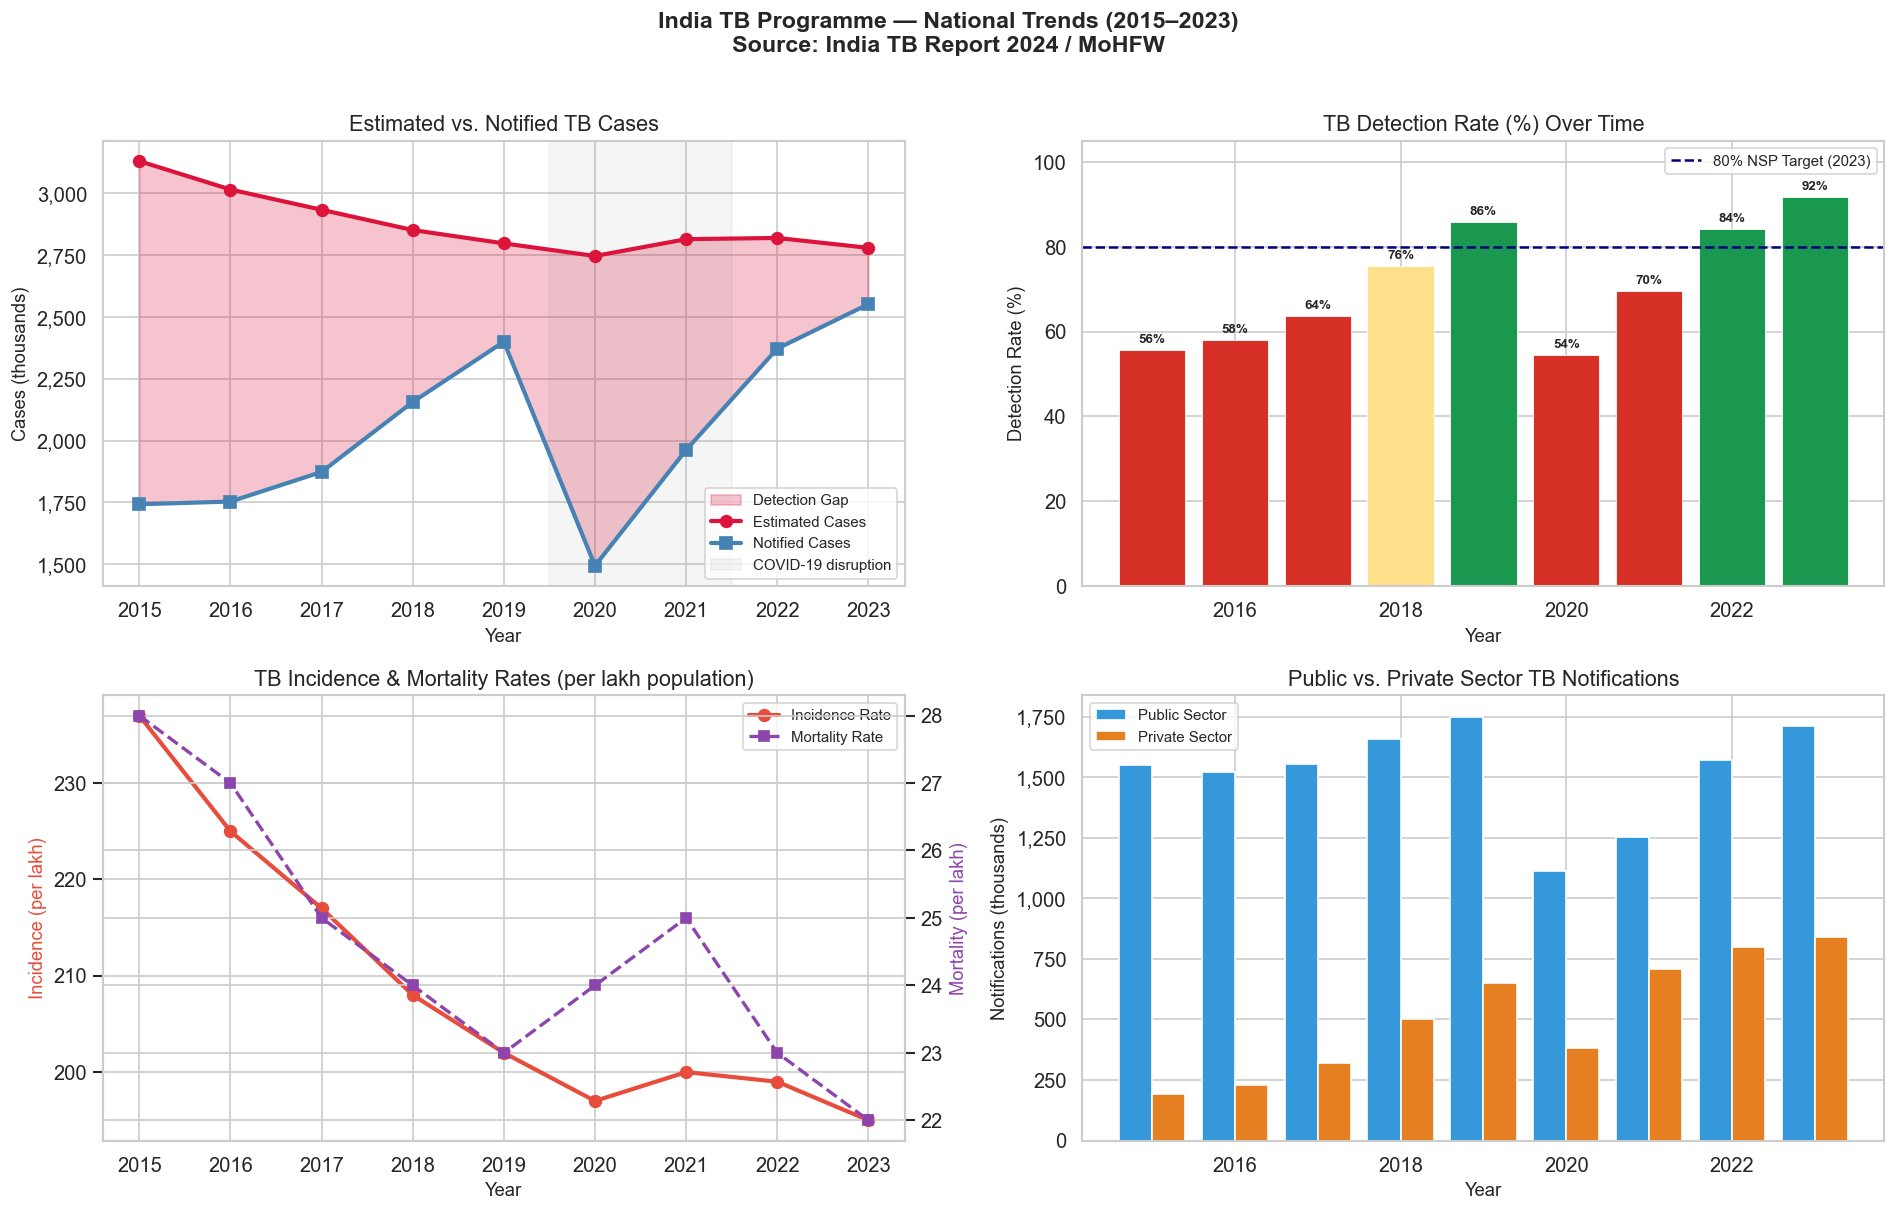 India TB Programme — National Trends (2015–2023)
Source: India TB Report 2024 / MoHFW
Estimated vs. Notified TB Cases
Cases (thousands)
3,000
2,750
2,500
2,250
2,000
1,750
1,500
Detection Gap
Estimated Cases
Notified Cases
COVID-19 disruption
2015 2016 2017 2018 2019 2020 2021 2022 2023
Year
TB Detection Rate (%) Over Time
Detection Rate (%)
100
80
60
40
20
0
80% NSP Target (2023)
56% 58% 64% 76% 86% 54% 70% 84% 92%
2016 2018 2020 2022
Year
TB Incidence & Mortality Rates (per lakh population)
Incidence (per lakh)
230
220
210
200
Incidence Rate
Mortality Rate
28
27
26
25
24
23
22
Mortality (per lakh)
2015 2016 2017 2018 2019 2020 2021 2022 2023
Year
Public vs. Private Sector TB Notifications
Notifications (thousands)
1,750
1,500
1,250
1,000
750
500
250
0
Public Sector
Private Sector
2016 2018 2020 2022
Year